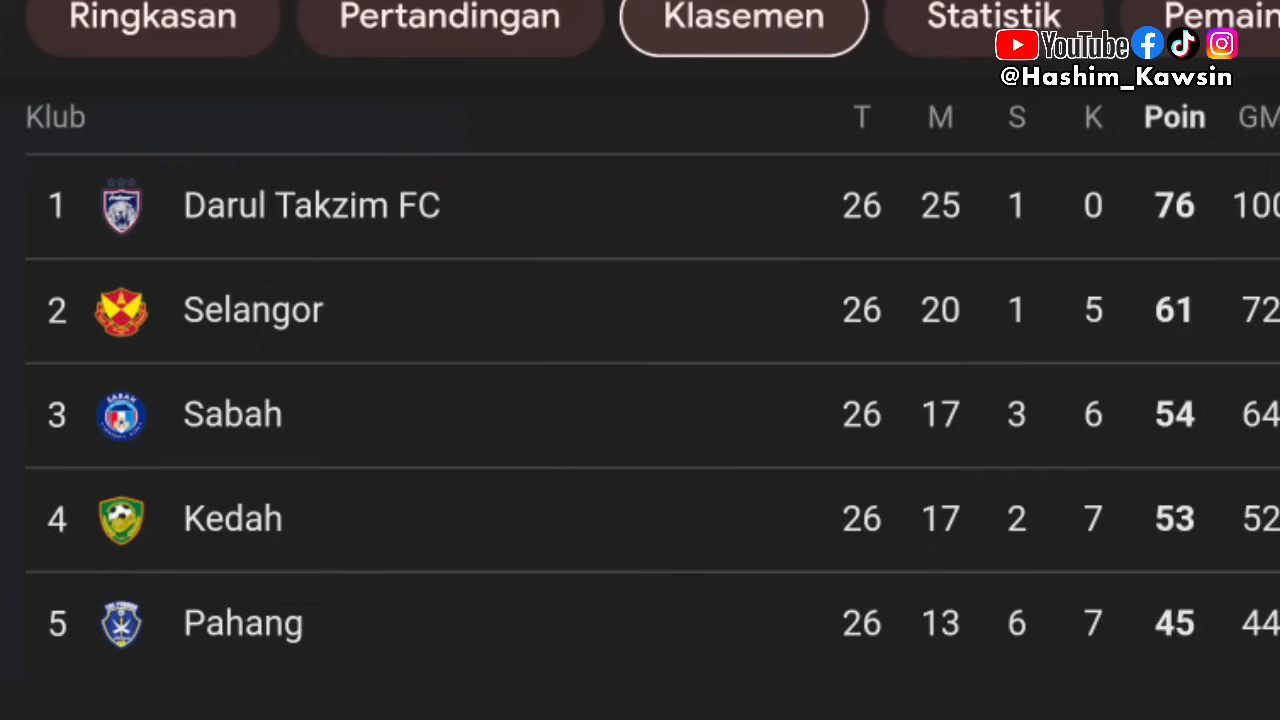 Ringkasan Pertandingan Klasemen Statistik Pemain
YouTube
@Hashim_Kawsin
Klub T M S K Poin GM
1 Darul Takzim FC 26 25 1 0 76 100
2 Selangor 26 20 1 5 61 72
3 Sabah 26 17 3 6 54 64
4 Kedah 26 17 2 7 53 52
5 Pahang 26 13 6 7 45 44